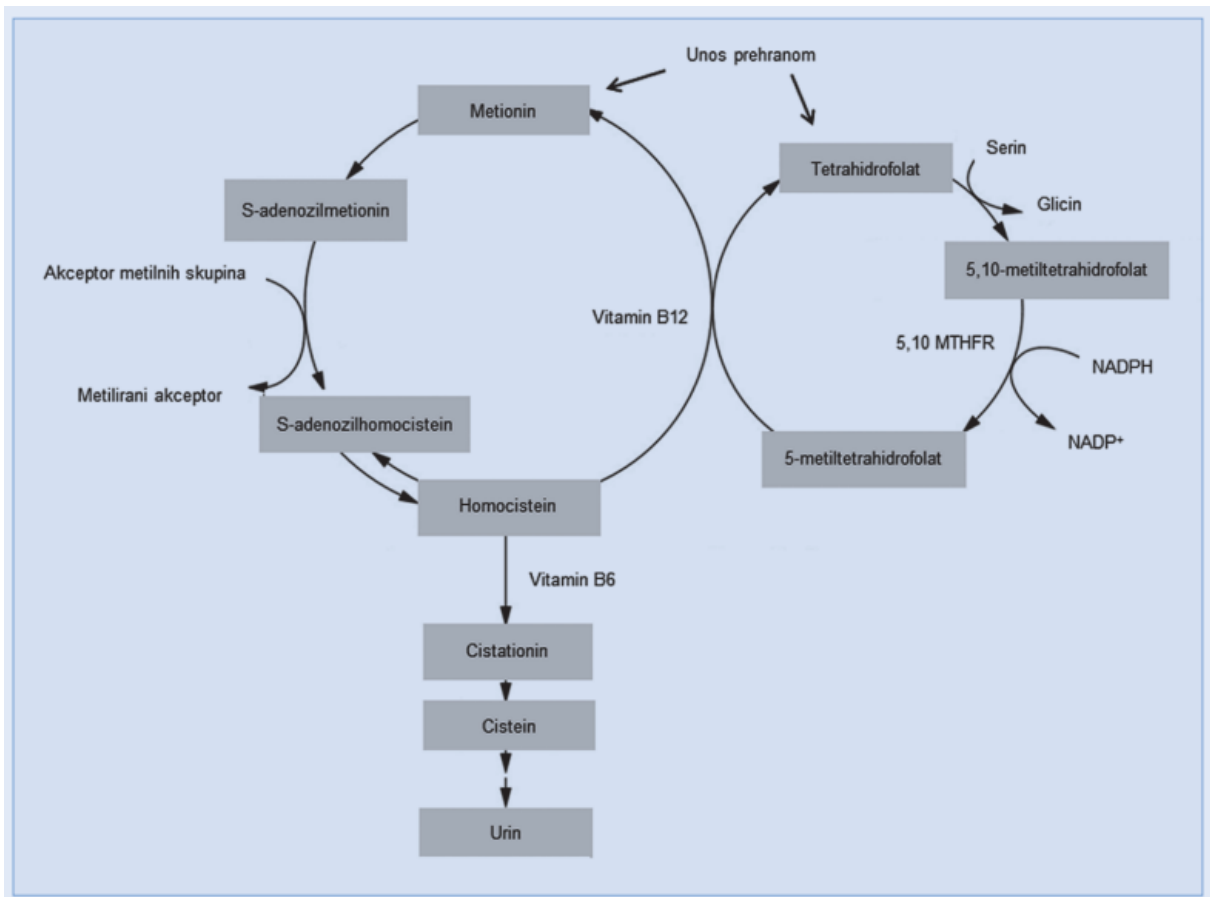 Unos prehranom
Metionin
Tetrahidrofolat
Serin
Glicin
S-adenozilmetionin
5,10-metiltetrahidrofolat
Akceptor metilnih skupina
Vitamin B12
5,10 MTHFR
NADPH
Metilirani akceptor
S-adenozilhomocistein
NADP⁺
5-metiltetrahidrofolat
Homocistein
Vitamin B6
Cistationin
Cistein
Urin